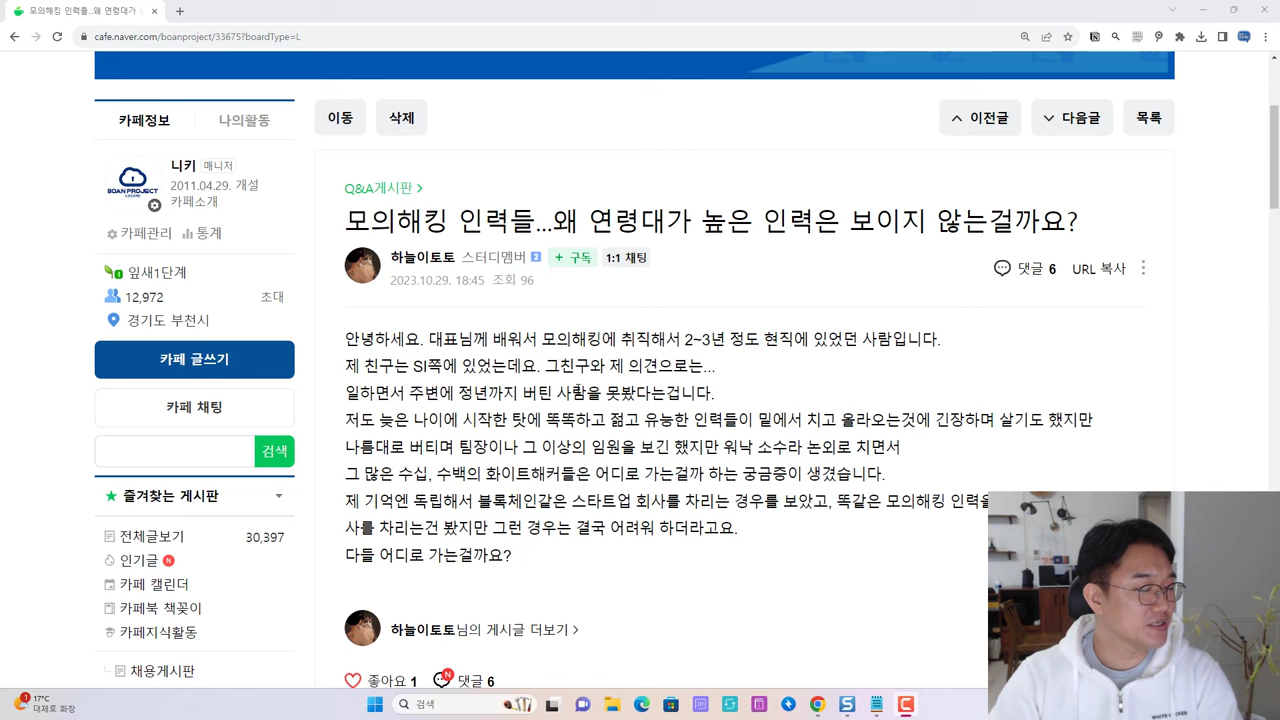 모의해킹 인력들...왜 연령대가
cafe.naver.com/boanproject/33675?boardType=L
카페정보 나의활동
이동 삭제
이전글 다음글 목록
BOAN PROJECT
니키 매니저
2011.04.29. 개설
카페소개
카페관리 통계
잎새1단계
12,972 초대
경기도 부천시
카페 글쓰기
카페 채팅
검색
즐겨찾는 게시판
전체글보기 30,397
인기글 N
카페 캘린더
카페북 책꽂이
카페지식활동
채용게시판
Q&A게시판
모의해킹 인력들...왜 연령대가 높은 인력은 보이지 않는걸까요?
하늘이토토 스터디멤버 2 + 구독 1:1 채팅
2023.10.29. 18:45 조회 96
댓글 6 URL 복사
안녕하세요. 대표님께 배워서 모의해킹에 취직해서 2~3년 정도 현직에 있었던 사람입니다.
제 친구는 SI쪽에 있었는데요. 그친구와 제 의견으로는...
일하면서 주변에 정년까지 버틴 사람을 못봤다는겁니다.
저도 늦은 나이에 시작한 탓에 똑똑하고 젊고 유능한 인력들이 밑에서 치고 올라오는것에 긴장하며 살기도 했지만
나름대로 버티며 팀장이나 그 이상의 임원을 보긴 했지만 워낙 소수라 논외로 치면서
그 많은 수십, 수백의 화이트해커들은 어디로 가는걸까 하는 궁금증이 생겼습니다.
제 기억엔 독립해서 블록체인같은 스타트업 회사를 차리는 경우를 보았고, 똑같은 모의해킹 인력을
사를 차리는건 봤지만 그런 경우는 결국 어려워 하더라고요.
다들 어디로 가는걸까요?
하늘이토토님의 게시글 더보기
좋아요 1 N 댓글 6
1 17°C
대체로 화창
검색